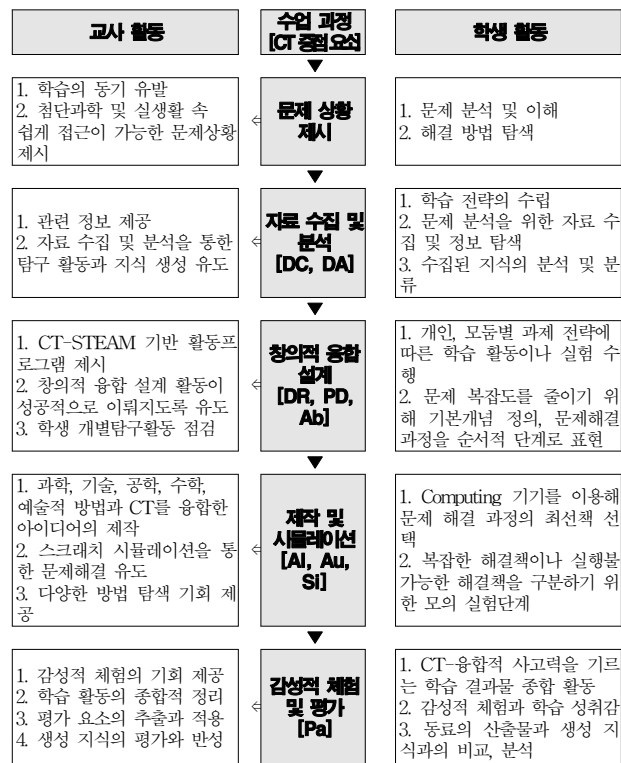 교사 활동
수업 과정
[CT 중점요소]
학생 활동
▼
1. 학습의 동기 유발
2. 첨단과학 및 실생활 속
쉽게 접근이 가능한 문제상황
제시
⇦
문제 상황
제시
1. 문제 분석 및 이해
2. 해결 방법 탐색
▼
1. 관련 정보 제공
2. 자료 수집 및 분석을 통한
탐구 활동과 지식 생성 유도
⇦
자료 수집 및
분석
[DC, DA]
1. 학습 전략의 수립
2. 문제 분석을 위한 자료 수
집 및 정보 탐색
3. 수집된 지식의 분석 및 분
류
▼
1. CT-STEAM 기반 활동프
로그램 제시
2. 창의적 융합 설계 활동이
성공적으로 이뤄지도록 유도
3. 학생 개별탐구활동 점검
⇦
창의적 융합
설계
[DR, PD,
Ab]
1. 개인, 모둠별 과제 전략에
따른 학습 활동이나 실험 수
행
2. 문제 복잡도를 줄이기 위
해 기본개념 정의, 문제해결
과정을 순서적 단계로 표현
▼
1. 과학, 기술, 공학, 수학,
예술적 방법과 CT를 융합한
아이디어의 제작
2. 스크래치 시뮬레이션을 통
한 문제해결 유도
3. 다양한 방법 탐색 기회 제
공
⇦
제작 및
시뮬레이션
[Al, Au,
Si]
1. Computing 기기를 이용해
문제 해결 과정의 최선책 선
택
2. 복잡한 해결책이나 실행불
가능한 해결책을 구분하기 위
한 모의 실험단계
▼
1. 감성적 체험의 기회 제공
2. 학습 활동의 종합적 정리
3. 평가 요소의 추출과 적용
4. 생성 지식의 평가와 반성
⇦
감성적 체험
및 평가
[Pa]
1. CT-융합적 사고력을 기르
는 학습 결과물 종합 활동
2. 감성적 체험과 학습 성취감
3. 동료의 산출물과 생성 지
식과의 비교, 분석